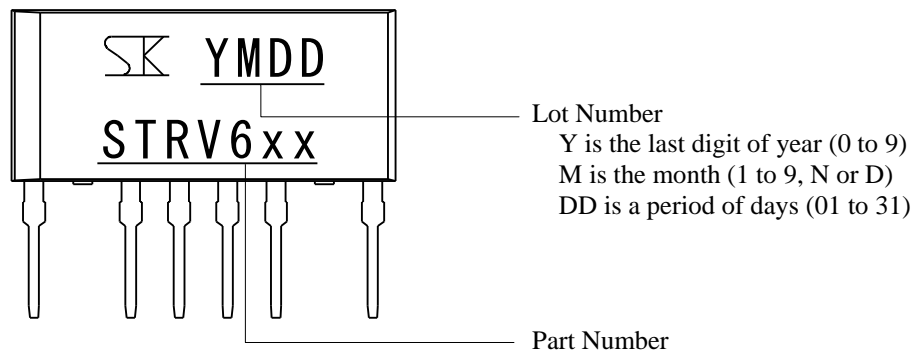 SK YMDD
STRV6xx
Lot Number
Y is the last digit of year (0 to 9)
M is the month (1 to 9, N or D)
DD is a period of days (01 to 31)
Part Number